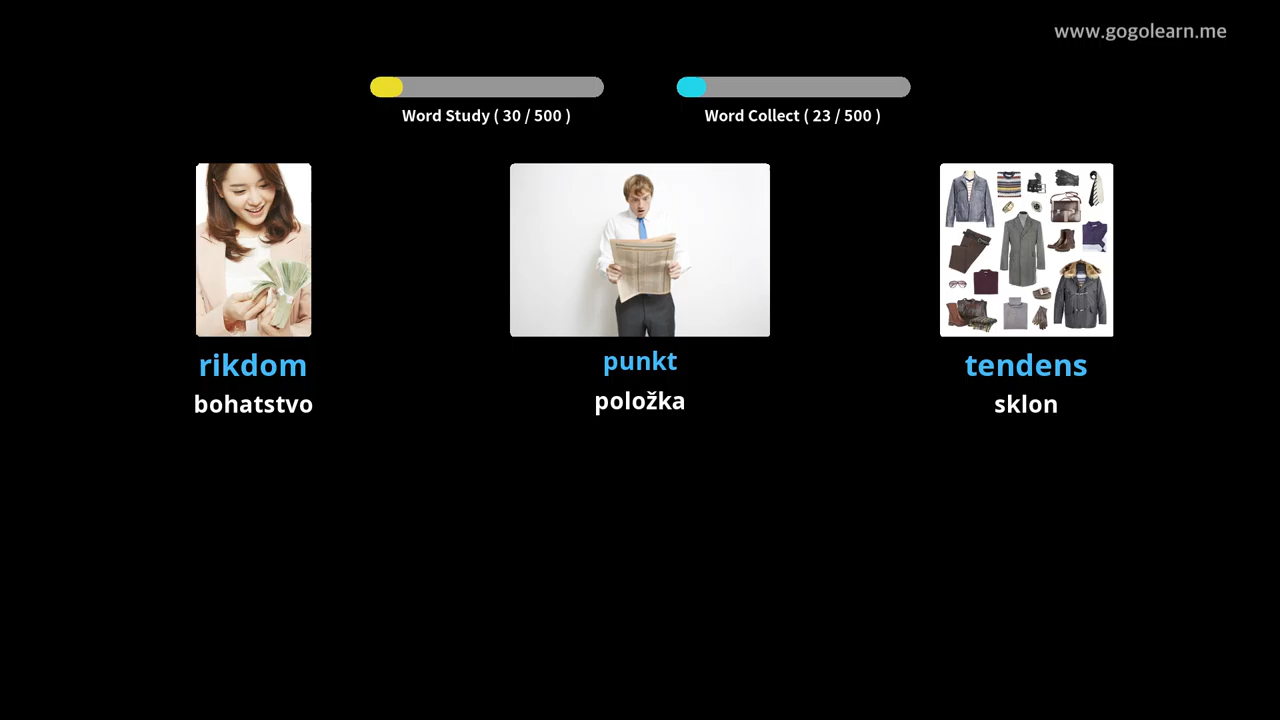 www.gogolearn.me
Word Study ( 30 / 500 )
Word Collect ( 23 / 500 )
rikdom
bohatstvo
punkt
položka
tendens
sklon